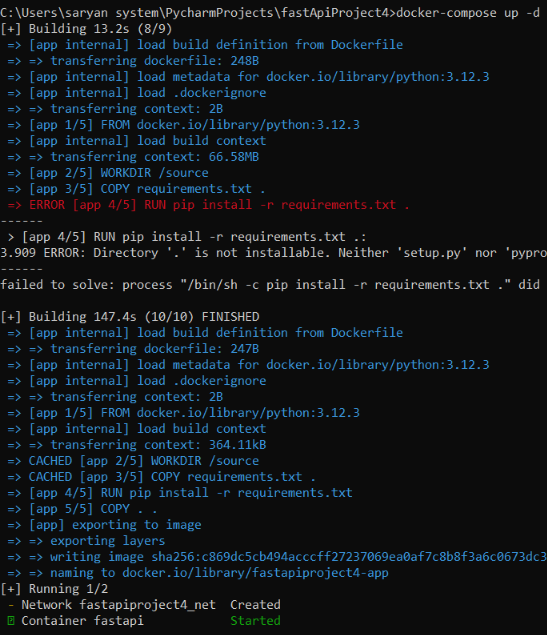 C:\Users\saryan system\PycharmProjects\fastApiProject4>docker-compose up -d
[+] Building 13.2s (8/9)
=> [app internal] load build definition from Dockerfile
=> => transferring dockerfile: 248B
=> [app internal] load metadata for docker.io/library/python:3.12.3
=> [app internal] load .dockerignore
=> => transferring context: 2B
=> [app 1/5] FROM docker.io/library/python:3.12.3
=> [app internal] load build context
=> => transferring context: 66.58MB
=> [app 2/5] WORKDIR /source
=> [app 3/5] COPY requirements.txt .
=> ERROR [app 4/5] RUN pip install -r requirements.txt .
------
> [app 4/5] RUN pip install -r requirements.txt .:
3.909 ERROR: Directory '.' is not installable. Neither 'setup.py' nor 'pypro
------
failed to solve: process "/bin/sh -c pip install -r requirements.txt ." did
[+] Building 147.4s (10/10) FINISHED
=> [app internal] load build definition from Dockerfile
=> => transferring dockerfile: 247B
=> [app internal] load metadata for docker.io/library/python:3.12.3
=> [app internal] load .dockerignore
=> => transferring context: 2B
=> [app 1/5] FROM docker.io/library/python:3.12.3
=> [app internal] load build context
=> => transferring context: 364.11kB
=> CACHED [app 2/5] WORKDIR /source
=> CACHED [app 3/5] COPY requirements.txt .
=> [app 4/5] RUN pip install -r requirements.txt
=> [app 5/5] COPY . .
=> [app] exporting to image
=> => exporting layers
=> => writing image sha256:c869dc5cb494acccff27237069ea0af7c8b8f3a6c0673dc3
=> => naming to docker.io/library/fastapiproject4-app
[+] Running 1/2
- Network fastapiproject4_net  Created
Container fastapi  Started